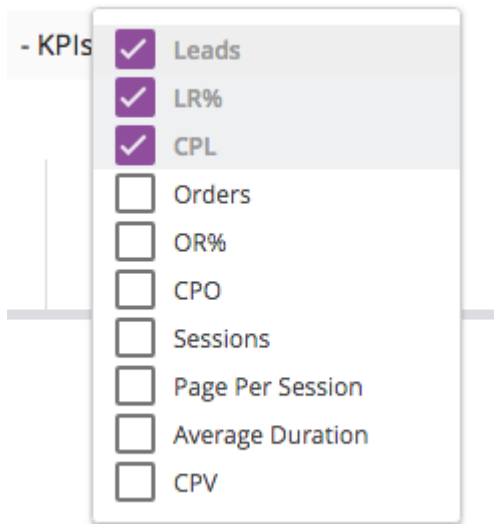 - KPIs
Leads
LR%
CPL
Orders
OR%
CPO
Sessions
Page Per Session
Average Duration
CPV